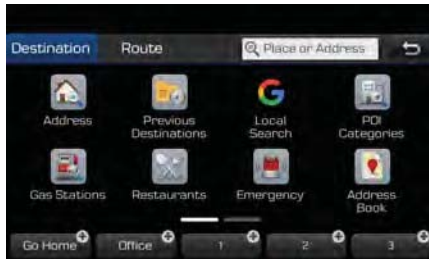 Destination Route Place or Address
Address Previous Destinations Local Search POI Categories
Gas Stations Restaurants Emergency Address Book
Go Home Office 1 2 3